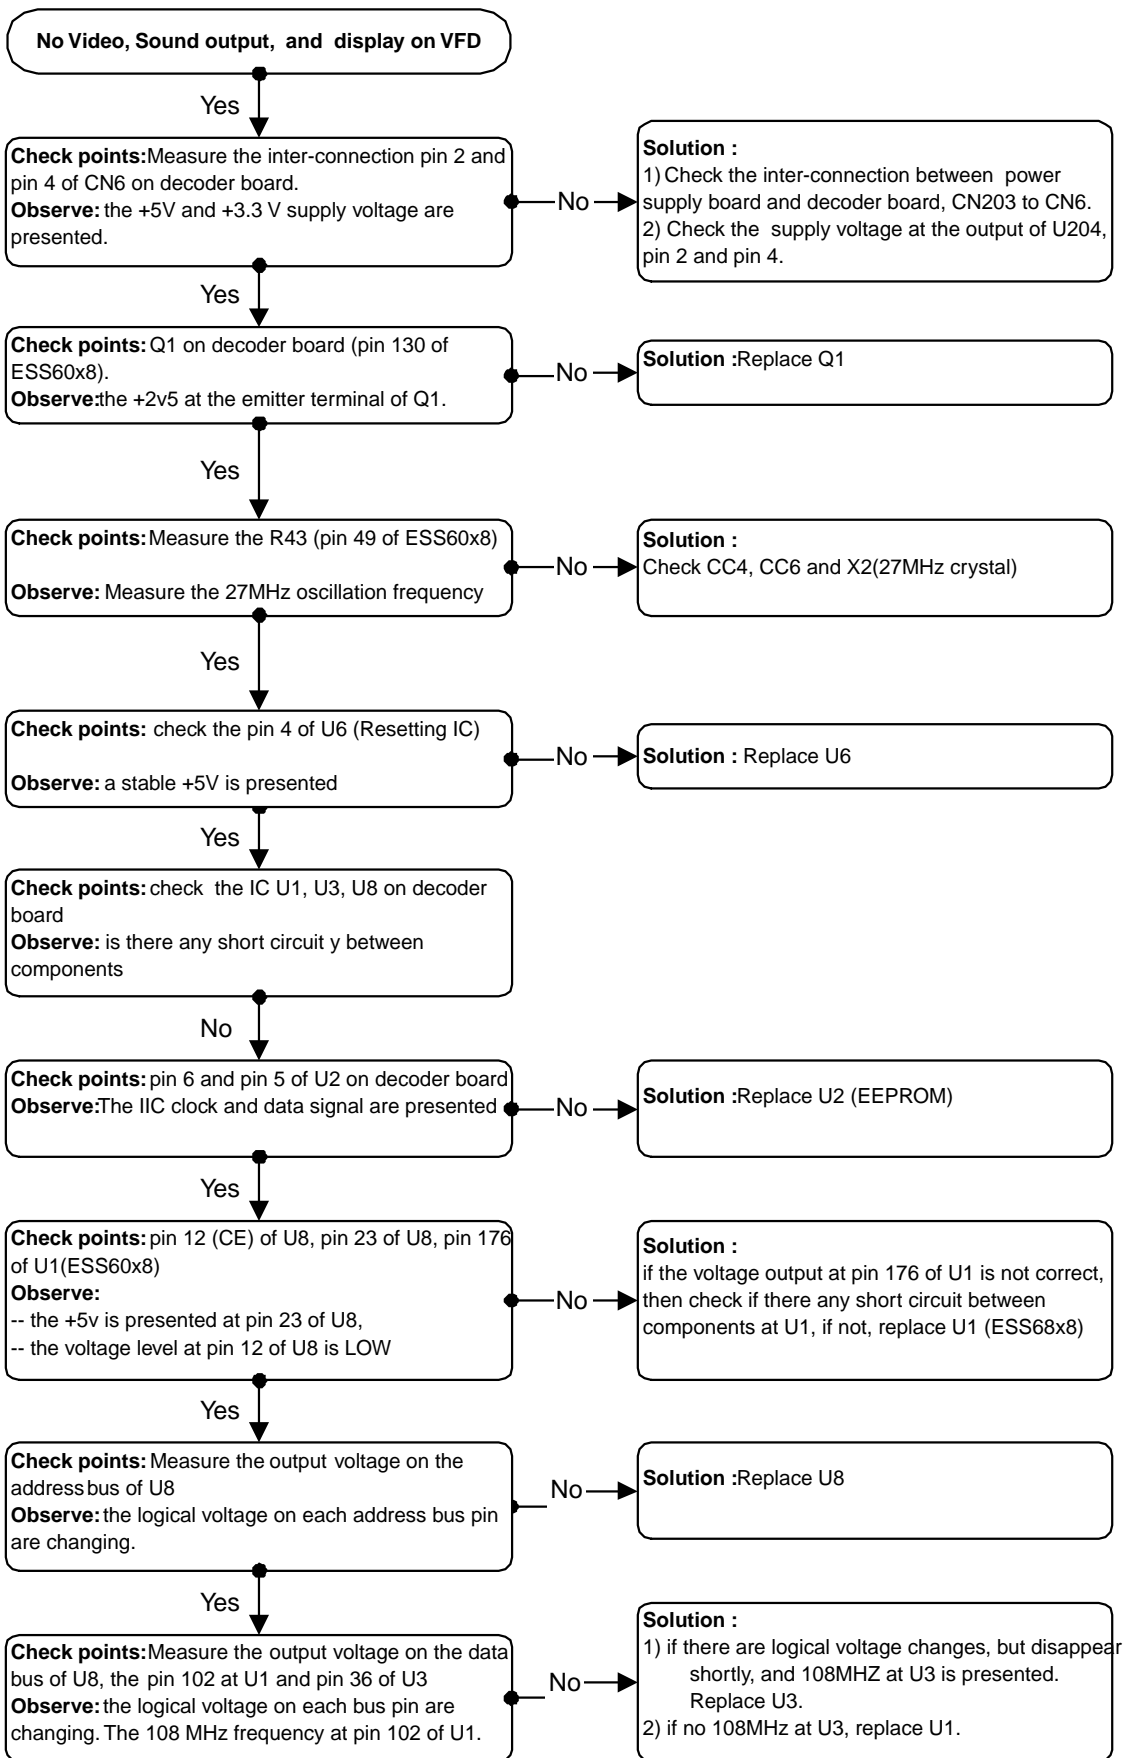 No Video, Sound output, and display on VFD
Yes
Check points:Measure the inter-connection pin 2 and
pin 4 of CN6 on decoder board.
Observe: the +5V and +3.3 V supply voltage are
presented.
No
Solution :
1) Check the inter-connection between power
supply board and decoder board, CN203 to CN6.
2) Check the supply voltage at the output of U204,
pin 2 and pin 4.
Yes
Check points: Q1 on decoder board (pin 130 of
ESS60x8).
Observe:the +2v5 at the emitter terminal of Q1.
No
Solution :Replace Q1
Yes
Check points: Measure the R43 (pin 49 of ESS60x8)
Observe: Measure the 27MHz oscillation frequency
No
Solution :
Check CC4, CC6 and X2(27MHz crystal)
Yes
Check points: check the pin 4 of U6 (Resetting IC)
Observe: a stable +5V is presented
No
Solution : Replace U6
Yes
Check points: check the IC U1, U3, U8 on decoder
board
Observe: is there any short circuit y between
components
No
Check points: pin 6 and pin 5 of U2 on decoder board
Observe:The IIC clock and data signal are presented
No
Solution :Replace U2 (EEPROM)
Yes
Check points: pin 12 (CE) of U8, pin 23 of U8, pin 176
of U1(ESS60x8)
Observe:
-- the +5v is presented at pin 23 of U8,
-- the voltage level at pin 12 of U8 is LOW
No
Solution :
if the voltage output at pin 176 of U1 is not correct,
then check if there any short circuit between
components at U1, if not, replace U1 (ESS68x8)
Yes
Check points: Measure the output voltage on the
address bus of U8
Observe: the logical voltage on each address bus pin
are changing.
No
Solution :Replace U8
Yes
Check points:Measure the output voltage on the data
bus of U8, the pin 102 at U1 and pin 36 of U3
Observe: the logical voltage on each bus pin are
changing. The 108 MHz frequency at pin 102 of U1.
No
Solution :
1) if there are logical voltage changes, but disappear
shortly, and 108MHZ at U3 is presented.
Replace U3.
2) if no 108MHz at U3, replace U1.